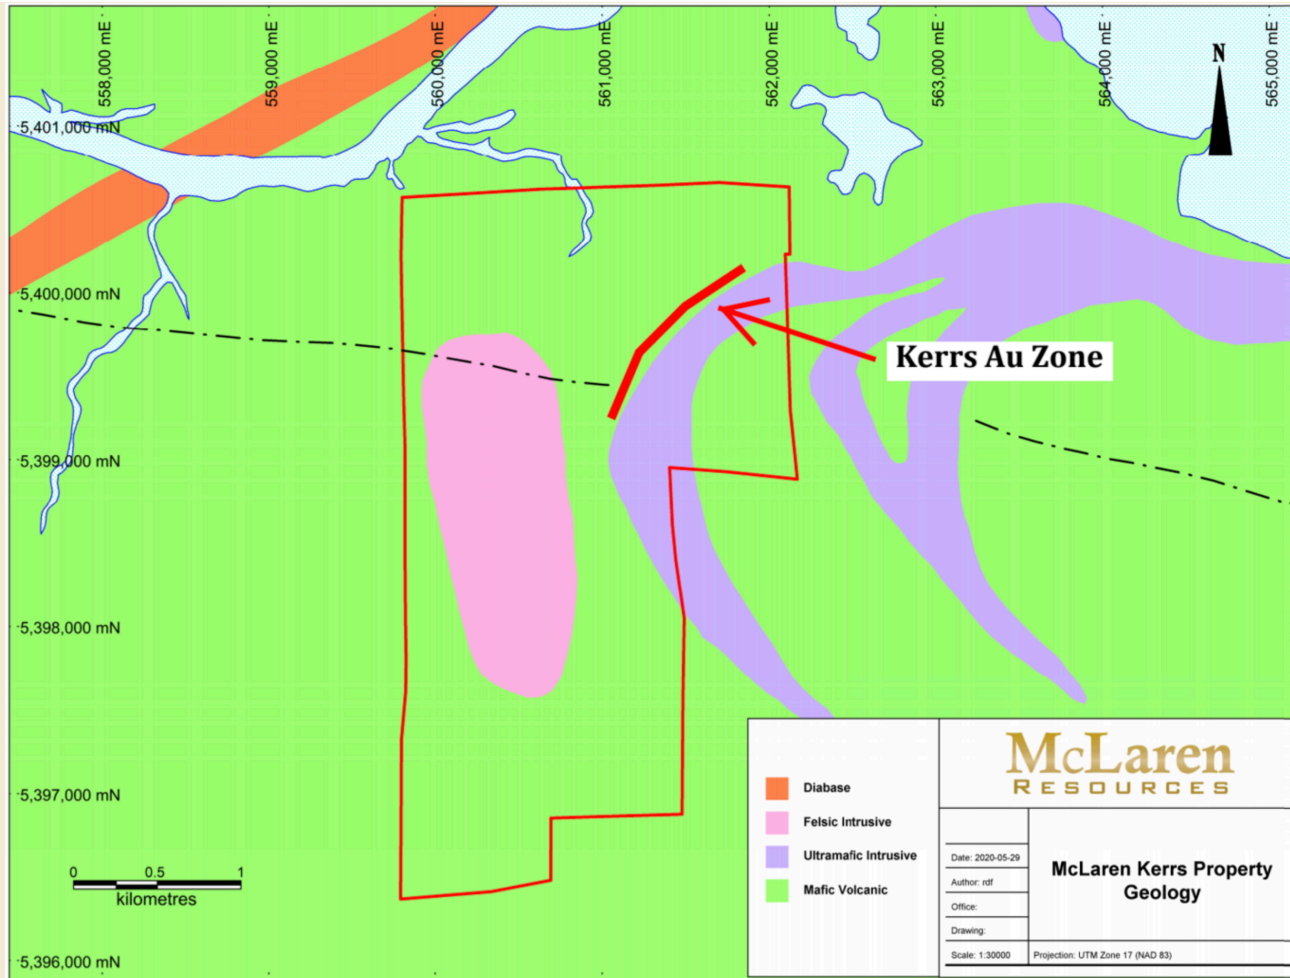 558,000 mE
559,000 mE
560,000 mE
561,000 mE
562,000 mE
563,000 mE
564,000 mE
565,000 mE
N
5,401,000 mN
5,400,000 mN
Kerrs Au Zone
5,399,000 mN
5,398,000 mN
5,397,000 mN
5,396,000 mN
0 0.5 1
kilometres
Diabase
Felsic Intrusive
Ultramafic Intrusive
Mafic Volcanic
McLaren
RESOURCES
Date: 2020-05-29
Author: rdf
Office:
Drawing:
Scale: 1:30000
McLaren Kerrs Property
Geology
Projection: UTM Zone 17 (NAD 83)